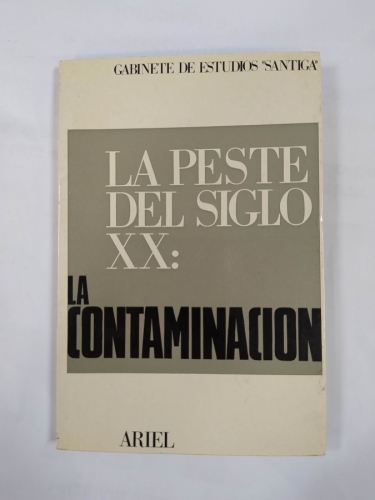 GABINETE DE ESTUDIOS "SANTIGA"
LA PESTE
DEL SIGLO
XX:
LA
CONTAMINACION
ARIEL